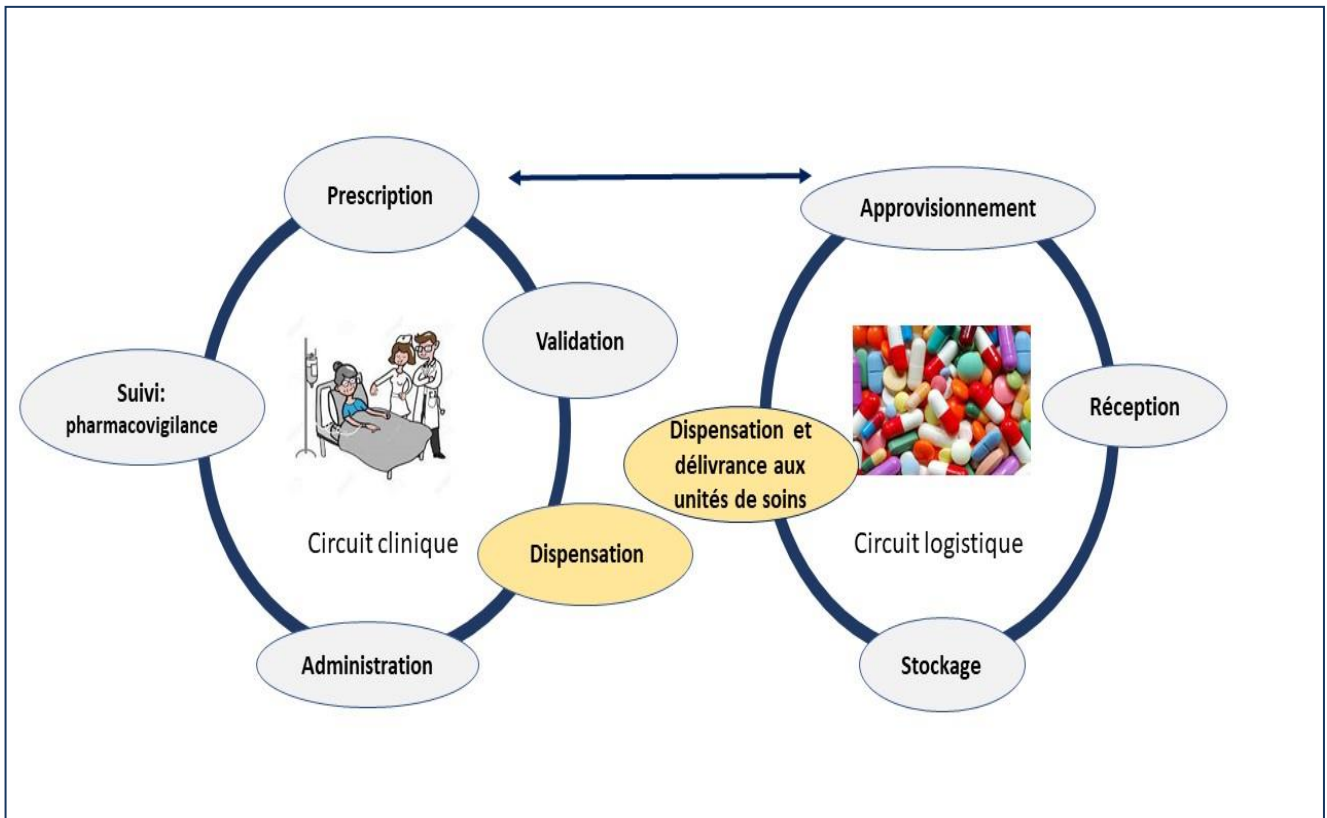 Prescription
Validation
Suivi:
pharmacovigilance
Circuit clinique
Dispensation
Administration
Approvisionnement
Réception
Dispensation et
délivrance aux
unités de soins
Circuit logistique
Stockage